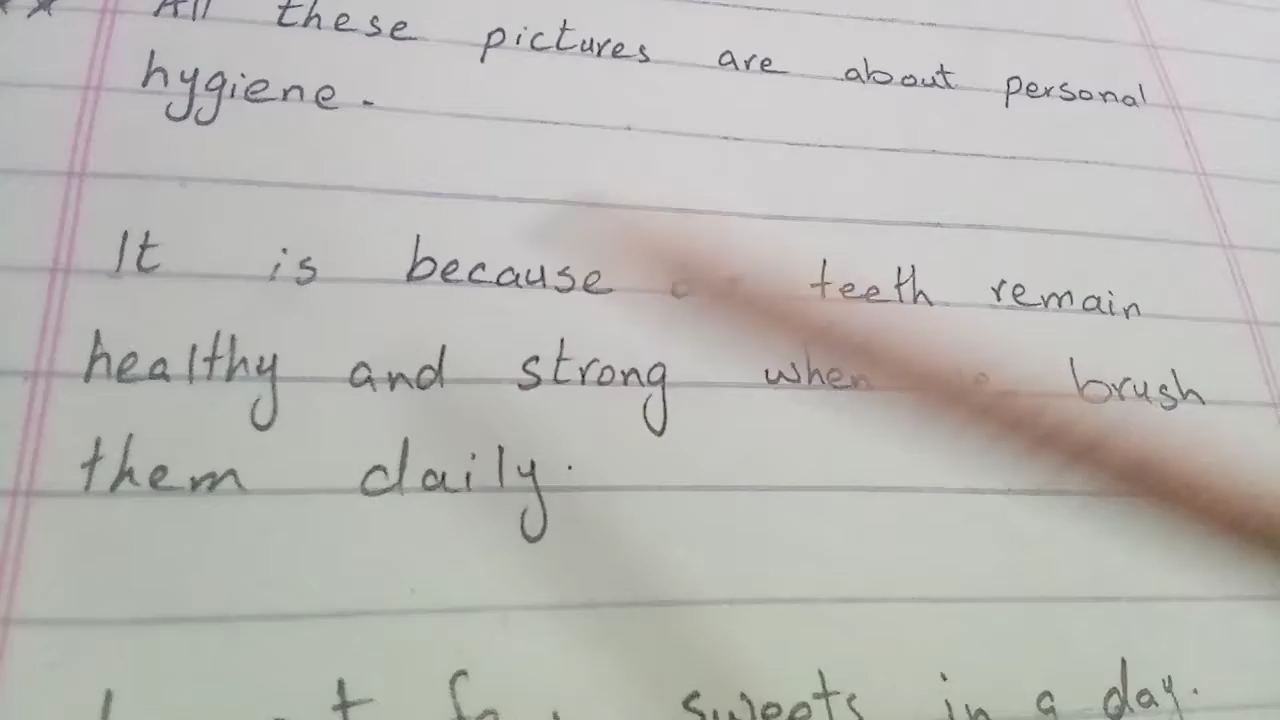 All these pictures are about personal
hygiene.
It is because teeth remain
healthy and strong when brush
them daily.
sweets in a day.